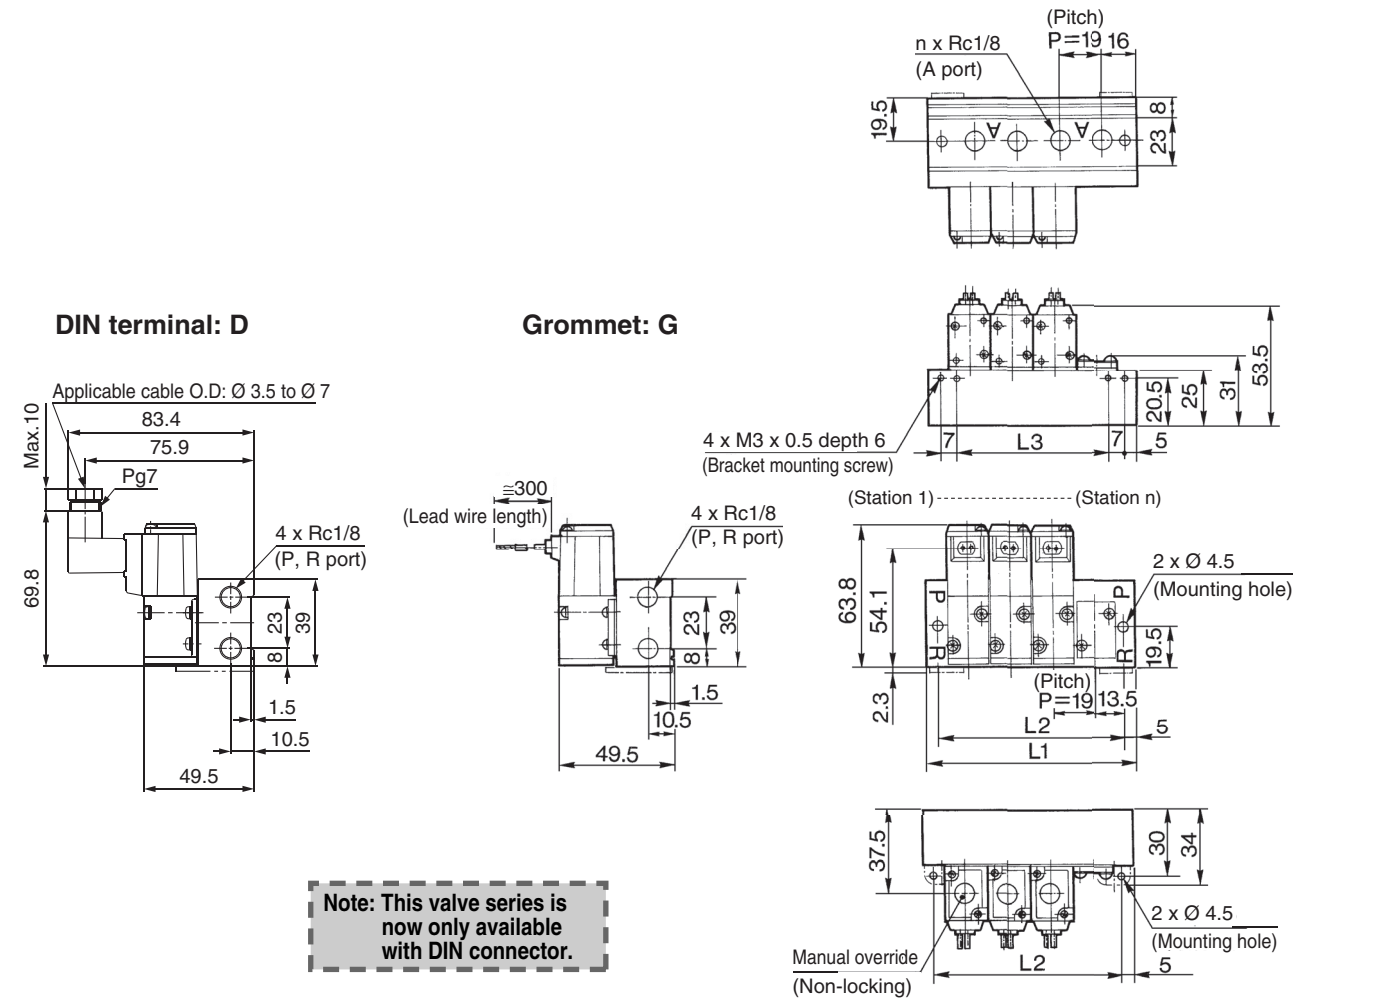 (Pitch)
P=19 16
n x Rc1/8
(A port)
19.5
8
23
A A
DIN terminal: D
Grommet: G
Applicable cable O.D: Ø 3.5 to Ø 7
Max.10
83.4
75.9
Pg7
4 x Rc1/8
(P, R port)
69.8
23
39
8
1.5
10.5
49.5
≅300
(Lead wire length)
4 x Rc1/8
(P, R port)
23
39
8
1.5
10.5
49.5
53.5
31
25
20.5
4 x M3 x 0.5 depth 6
(Bracket mounting screw)
7 L3 7 5
(Station 1) (Station n)
63.8
54.1
P P
R R
2 x Ø 4.5
(Mounting hole)
19.5
2.3
(Pitch)
P=19 13.5
L2 5
L1
37.5
30
34
2 x Ø 4.5
(Mounting hole)
Manual override
(Non-locking)
L2 5
Note: This valve series is
now only available
with DIN connector.